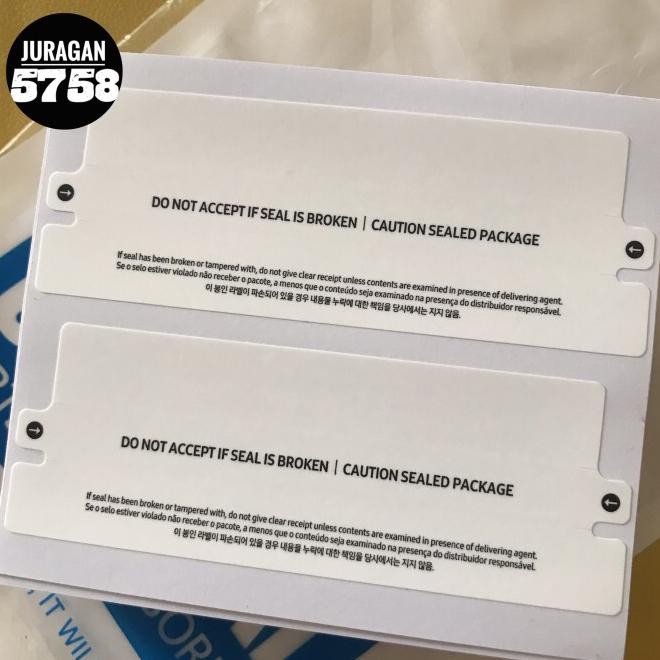 JURAGAN
5758
DO NOT ACCEPT IF SEAL IS BROKEN | CAUTION SEALED PACKAGE
If seal has been broken or tampered with, do not give clear receipt unless contents are examined in presence of delivering agent.
Se o selo estiver violado não receber o pacote, a menos que o conteúdo seja examinado na presença do distribuidor responsável.
이 봉인 라벨이 파손되어 있을 경우 내용물 누락에 대한 책임을 당사에서는 지지 않음.
DO NOT ACCEPT IF SEAL IS BROKEN | CAUTION SEALED PACKAGE
If seal has been broken or tampered with, do not give clear receipt unless contents are examined in presence of delivering agent.
Se o selo estiver violado não receber o pacote, a menos que o conteúdo seja examinado na presença do distribuidor responsável.
이 봉인 라벨이 파손되어 있을 경우 내용물 누락에 대한 책임을 당사에서는 지지 않음.
IT WIL